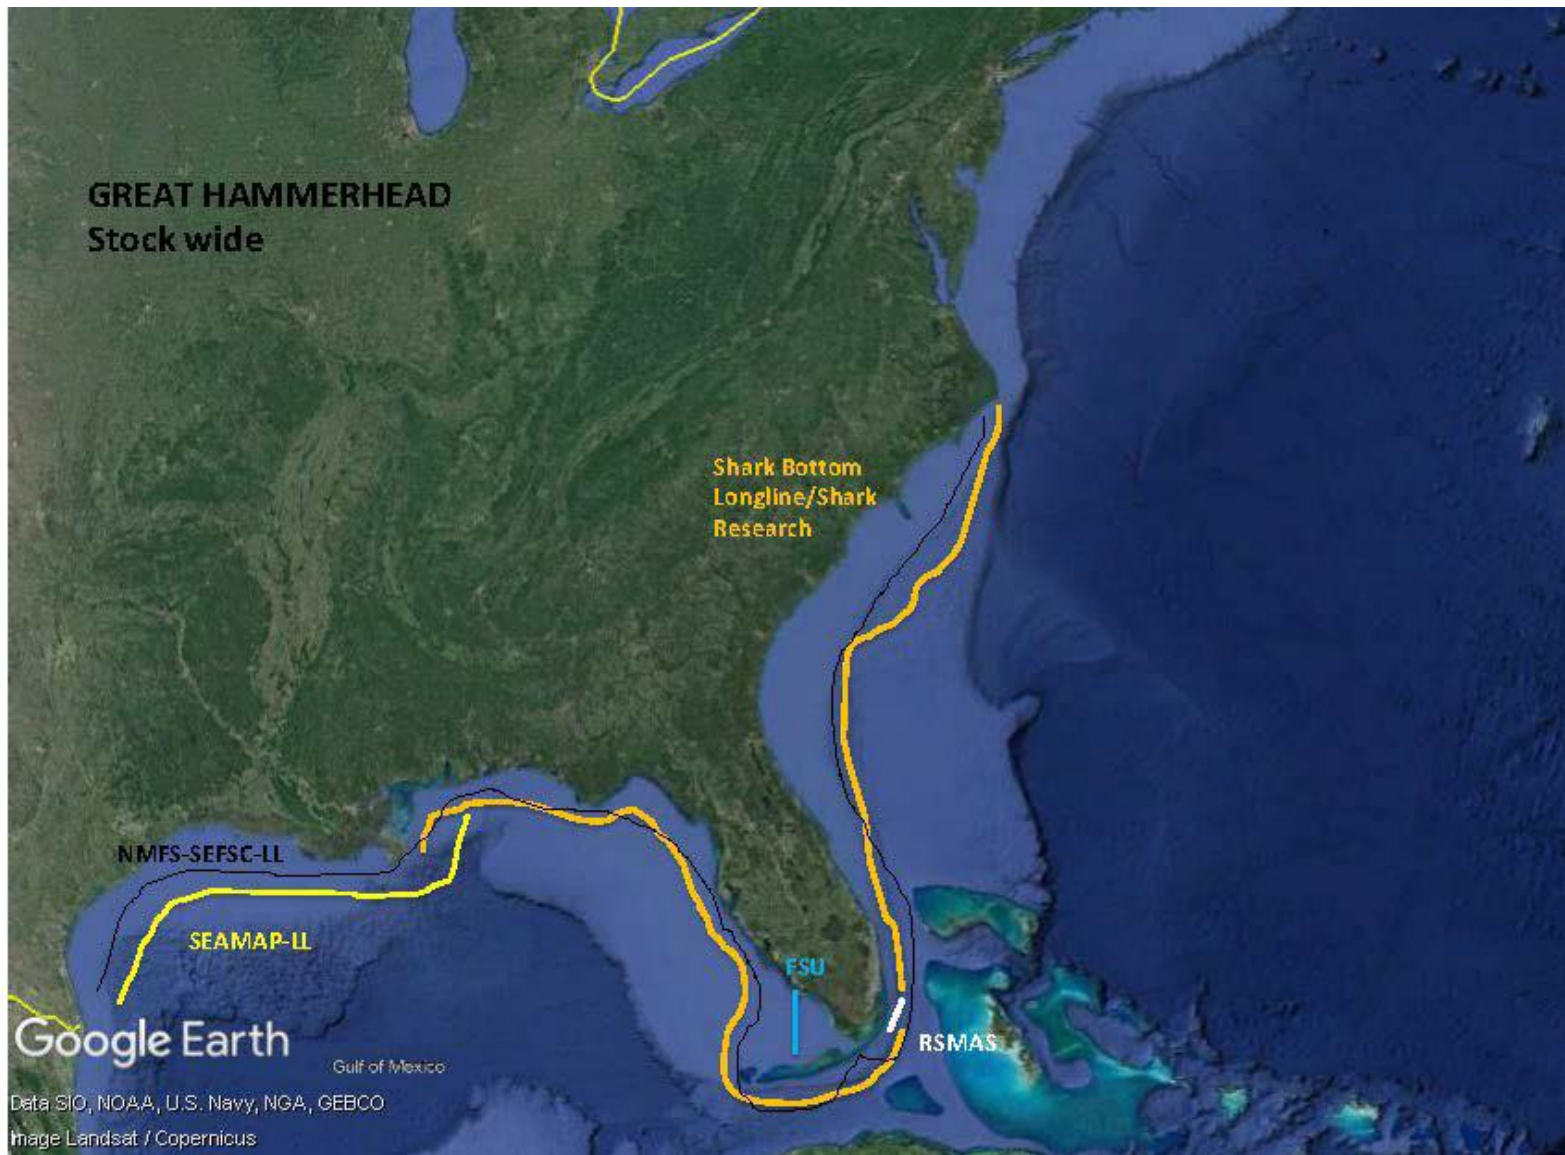 GREAT HAMMERHEAD
Stock wide
Shark Bottom
Longline/Shark
Research
NMFS-SEFSC-LL
SEAMAP-LL
FSU
RSMAS
Google Earth
Gulf of Mexico
Data SIO, NOAA, U.S. Navy, NGA, GEBCO
Image Landsat / Copernicus